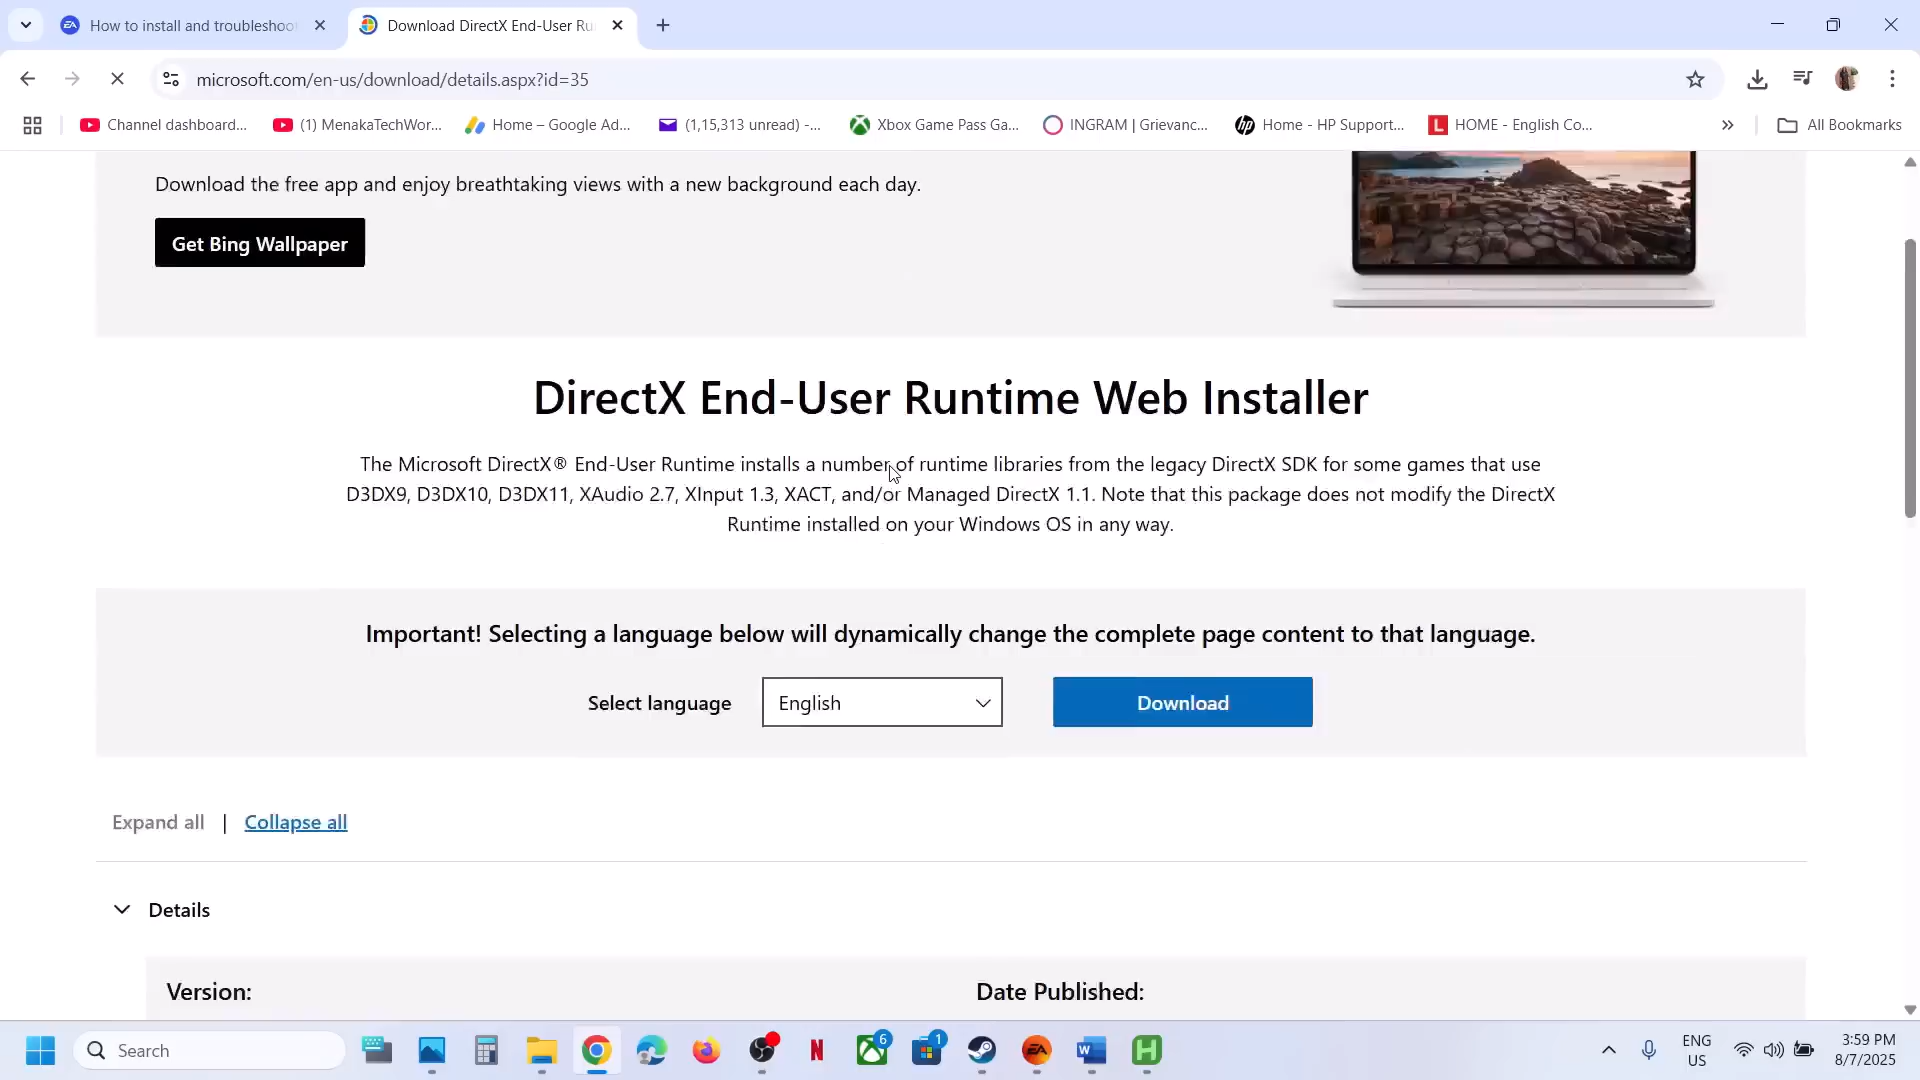 How to install and troubleshoot
Download DirectX End-User Ru
microsoft.com/en-us/download/details.aspx?id=35
Channel dashboard...
(1) MenakaTechWor...
Home – Google Ad...
(1,15,313 unread) -...
Xbox Game Pass Ga...
INGRAM | Grievanc...
Home - HP Support...
HOME - English Co...
All Bookmarks
Download the free app and enjoy breathtaking views with a new background each day.
Get Bing Wallpaper
DirectX End-User Runtime Web Installer
The Microsoft DirectX® End-User Runtime installs a number of runtime libraries from the legacy DirectX SDK for some games that use
D3DX9, D3DX10, D3DX11, XAudio 2.7, XInput 1.3, XACT, and/or Managed DirectX 1.1. Note that this package does not modify the DirectX
Runtime installed on your Windows OS in any way.
Important! Selecting a language below will dynamically change the complete page content to that language.
Select language
English
Download
Expand all | Collapse all
Details
Version:
Date Published:
Search
6
1
ENG
US
3:59 PM
8/7/2025